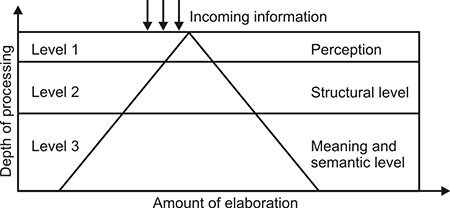 Incoming information
Level 1
Perception
Level 2
Structural level
Level 3
Meaning and
semantic level
Depth of processing
Amount of elaboration